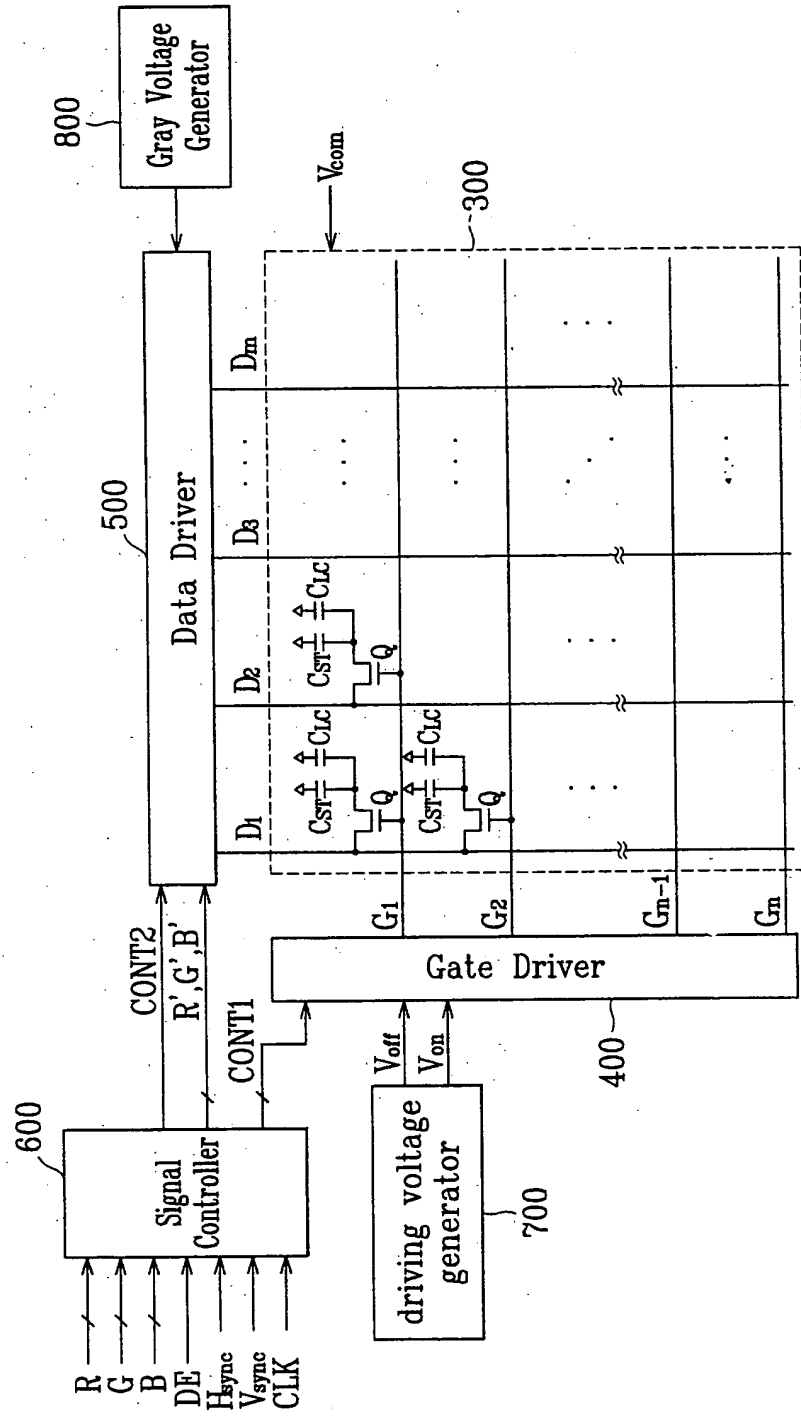 R
G
B
DE
Hsync
Vsync
CLK
600
Signal
Controller
CONT2
R',G',B'
CONT1
500
Data Driver
800
Gray Voltage
Generator
driving voltage
generator
700
Voff
Von
Gate Driver
400
G1
G2
Gn-1
Gn
D1
D2
D3
Dm
Vcom
300
CST
CLC
Q
CST
CLC
Q
CST
CLC
Q